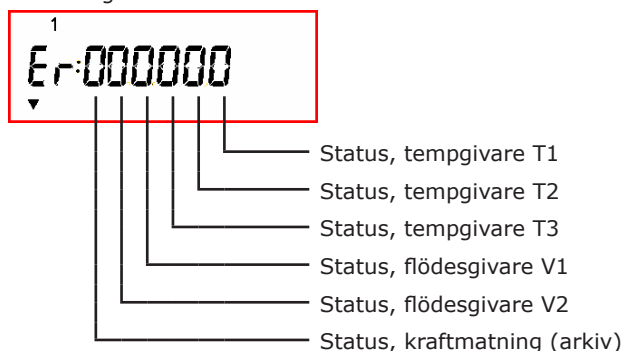 1
Er:000000
Status, tempgivare T1
Status, tempgivare T2
Status, tempgivare T3
Status, flödesgivare V1
Status, flödesgivare V2
Status, kraftmatning (arkiv)